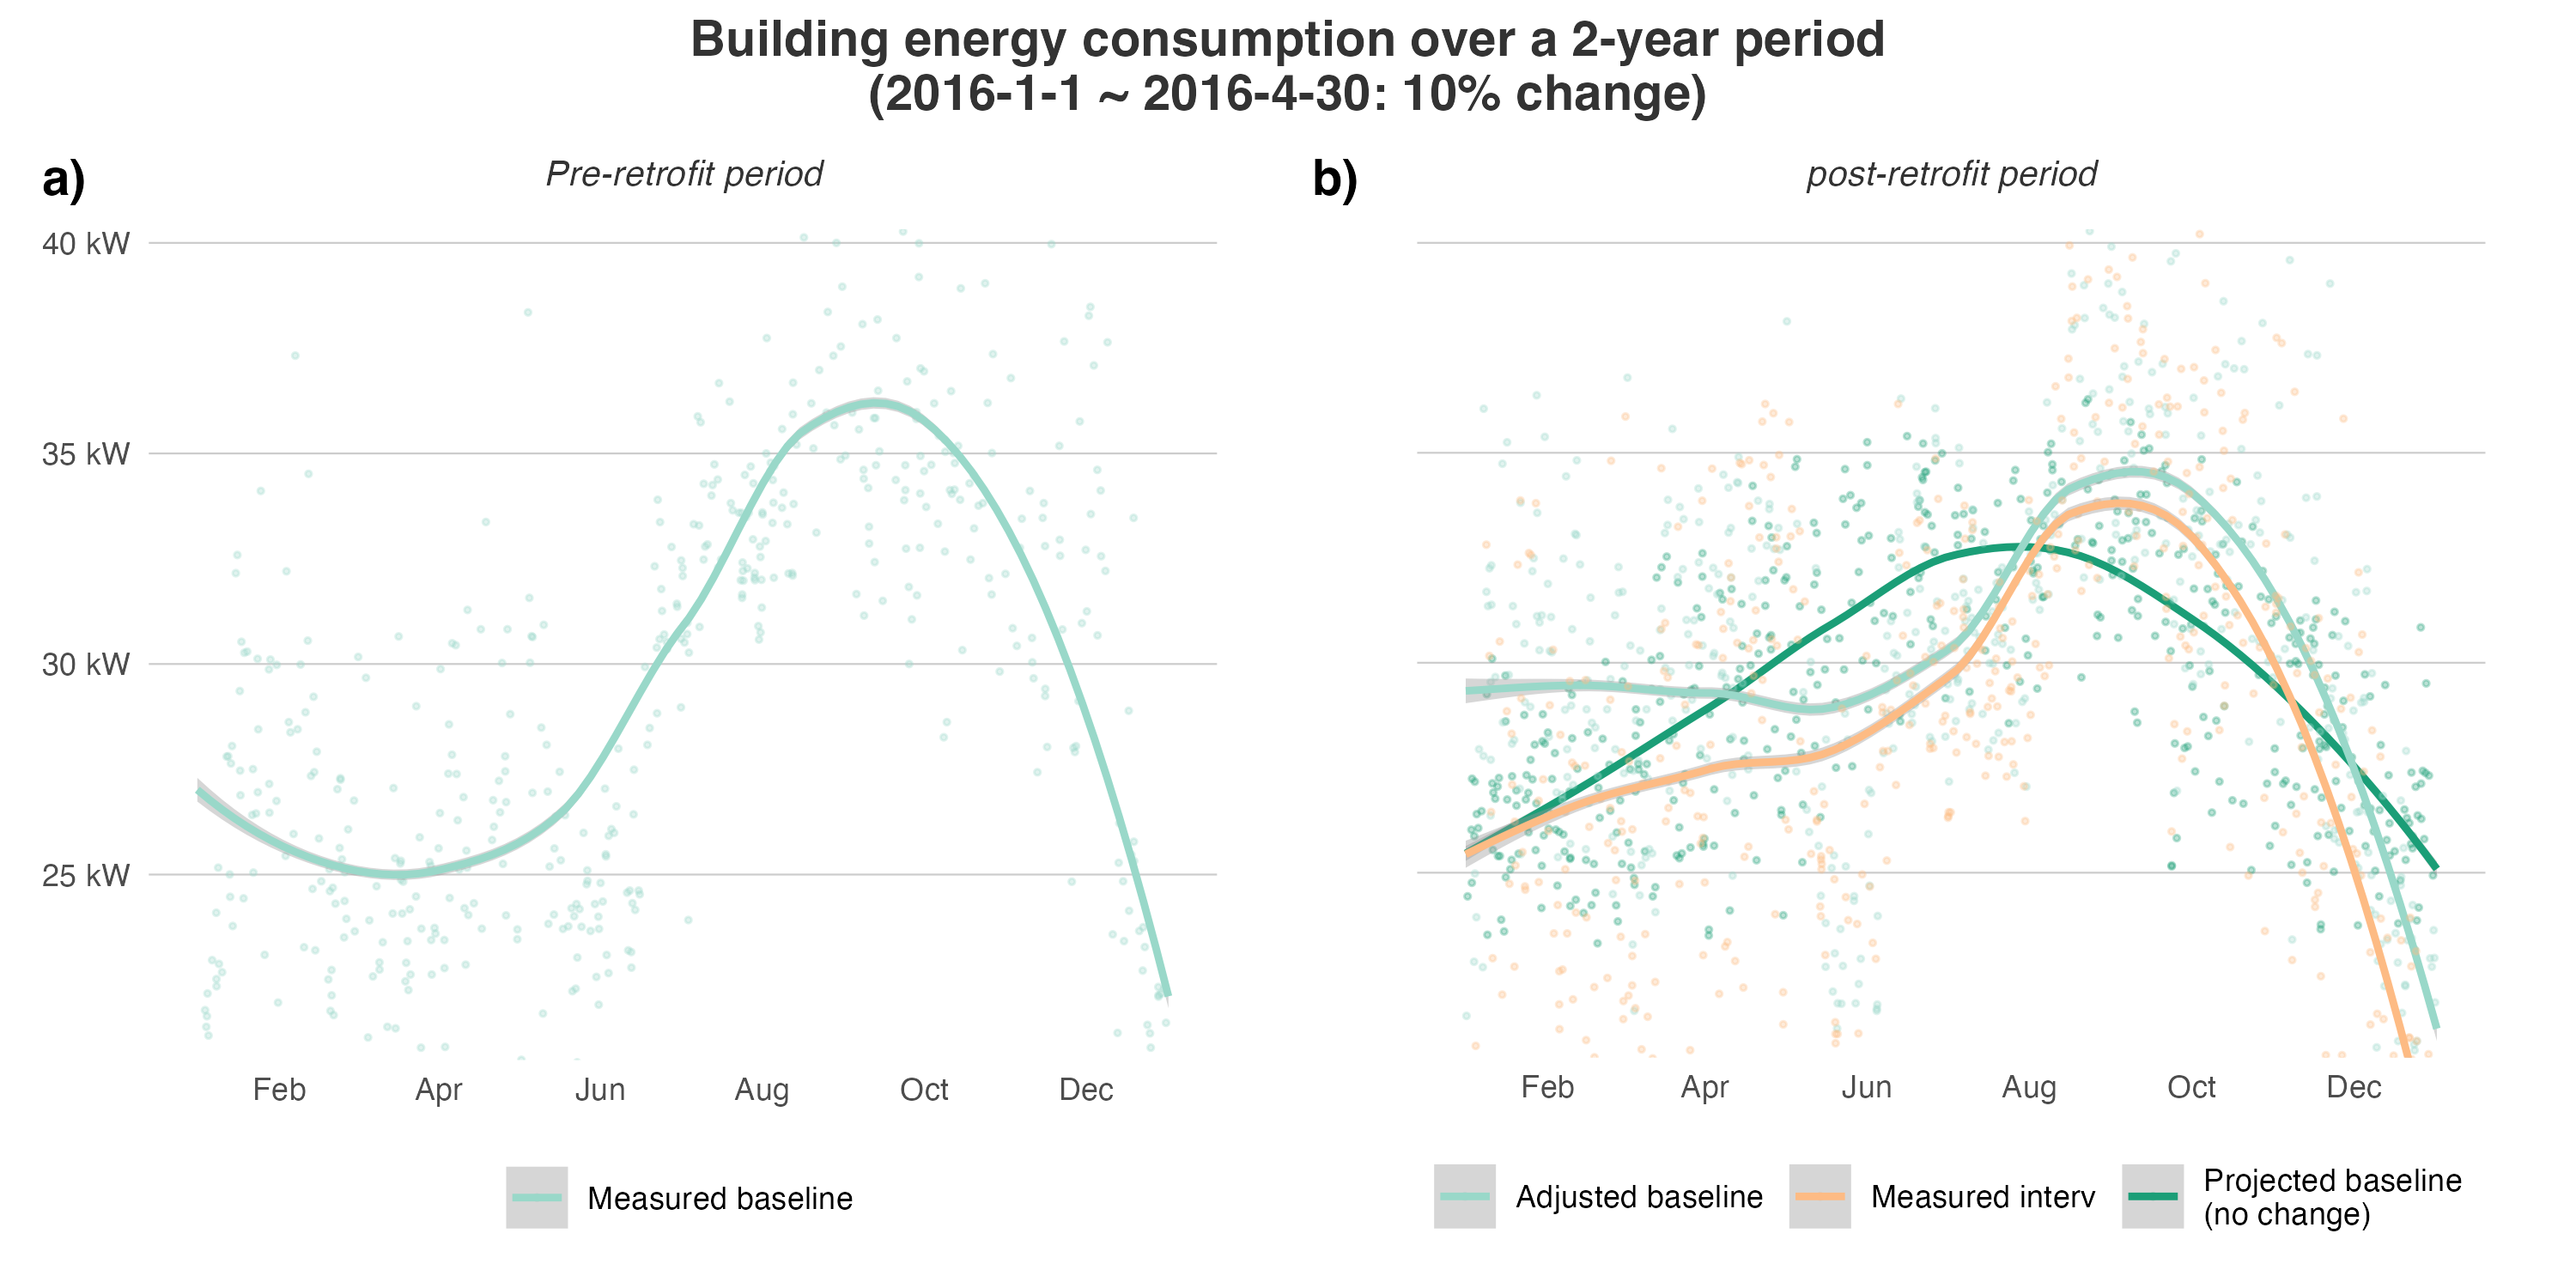 Building energy consumption over a 2-year period
(2016-1-1 ~ 2016-4-30: 10% change)
a)
Pre-retrofit period
40 kW
35 kW
30 kW
25 kW
Feb Apr Jun Aug Oct Dec
Measured baseline
b)
post-retrofit period
Feb Apr Jun Aug Oct Dec
Adjusted baseline
Measured interv
Projected baseline
(no change)